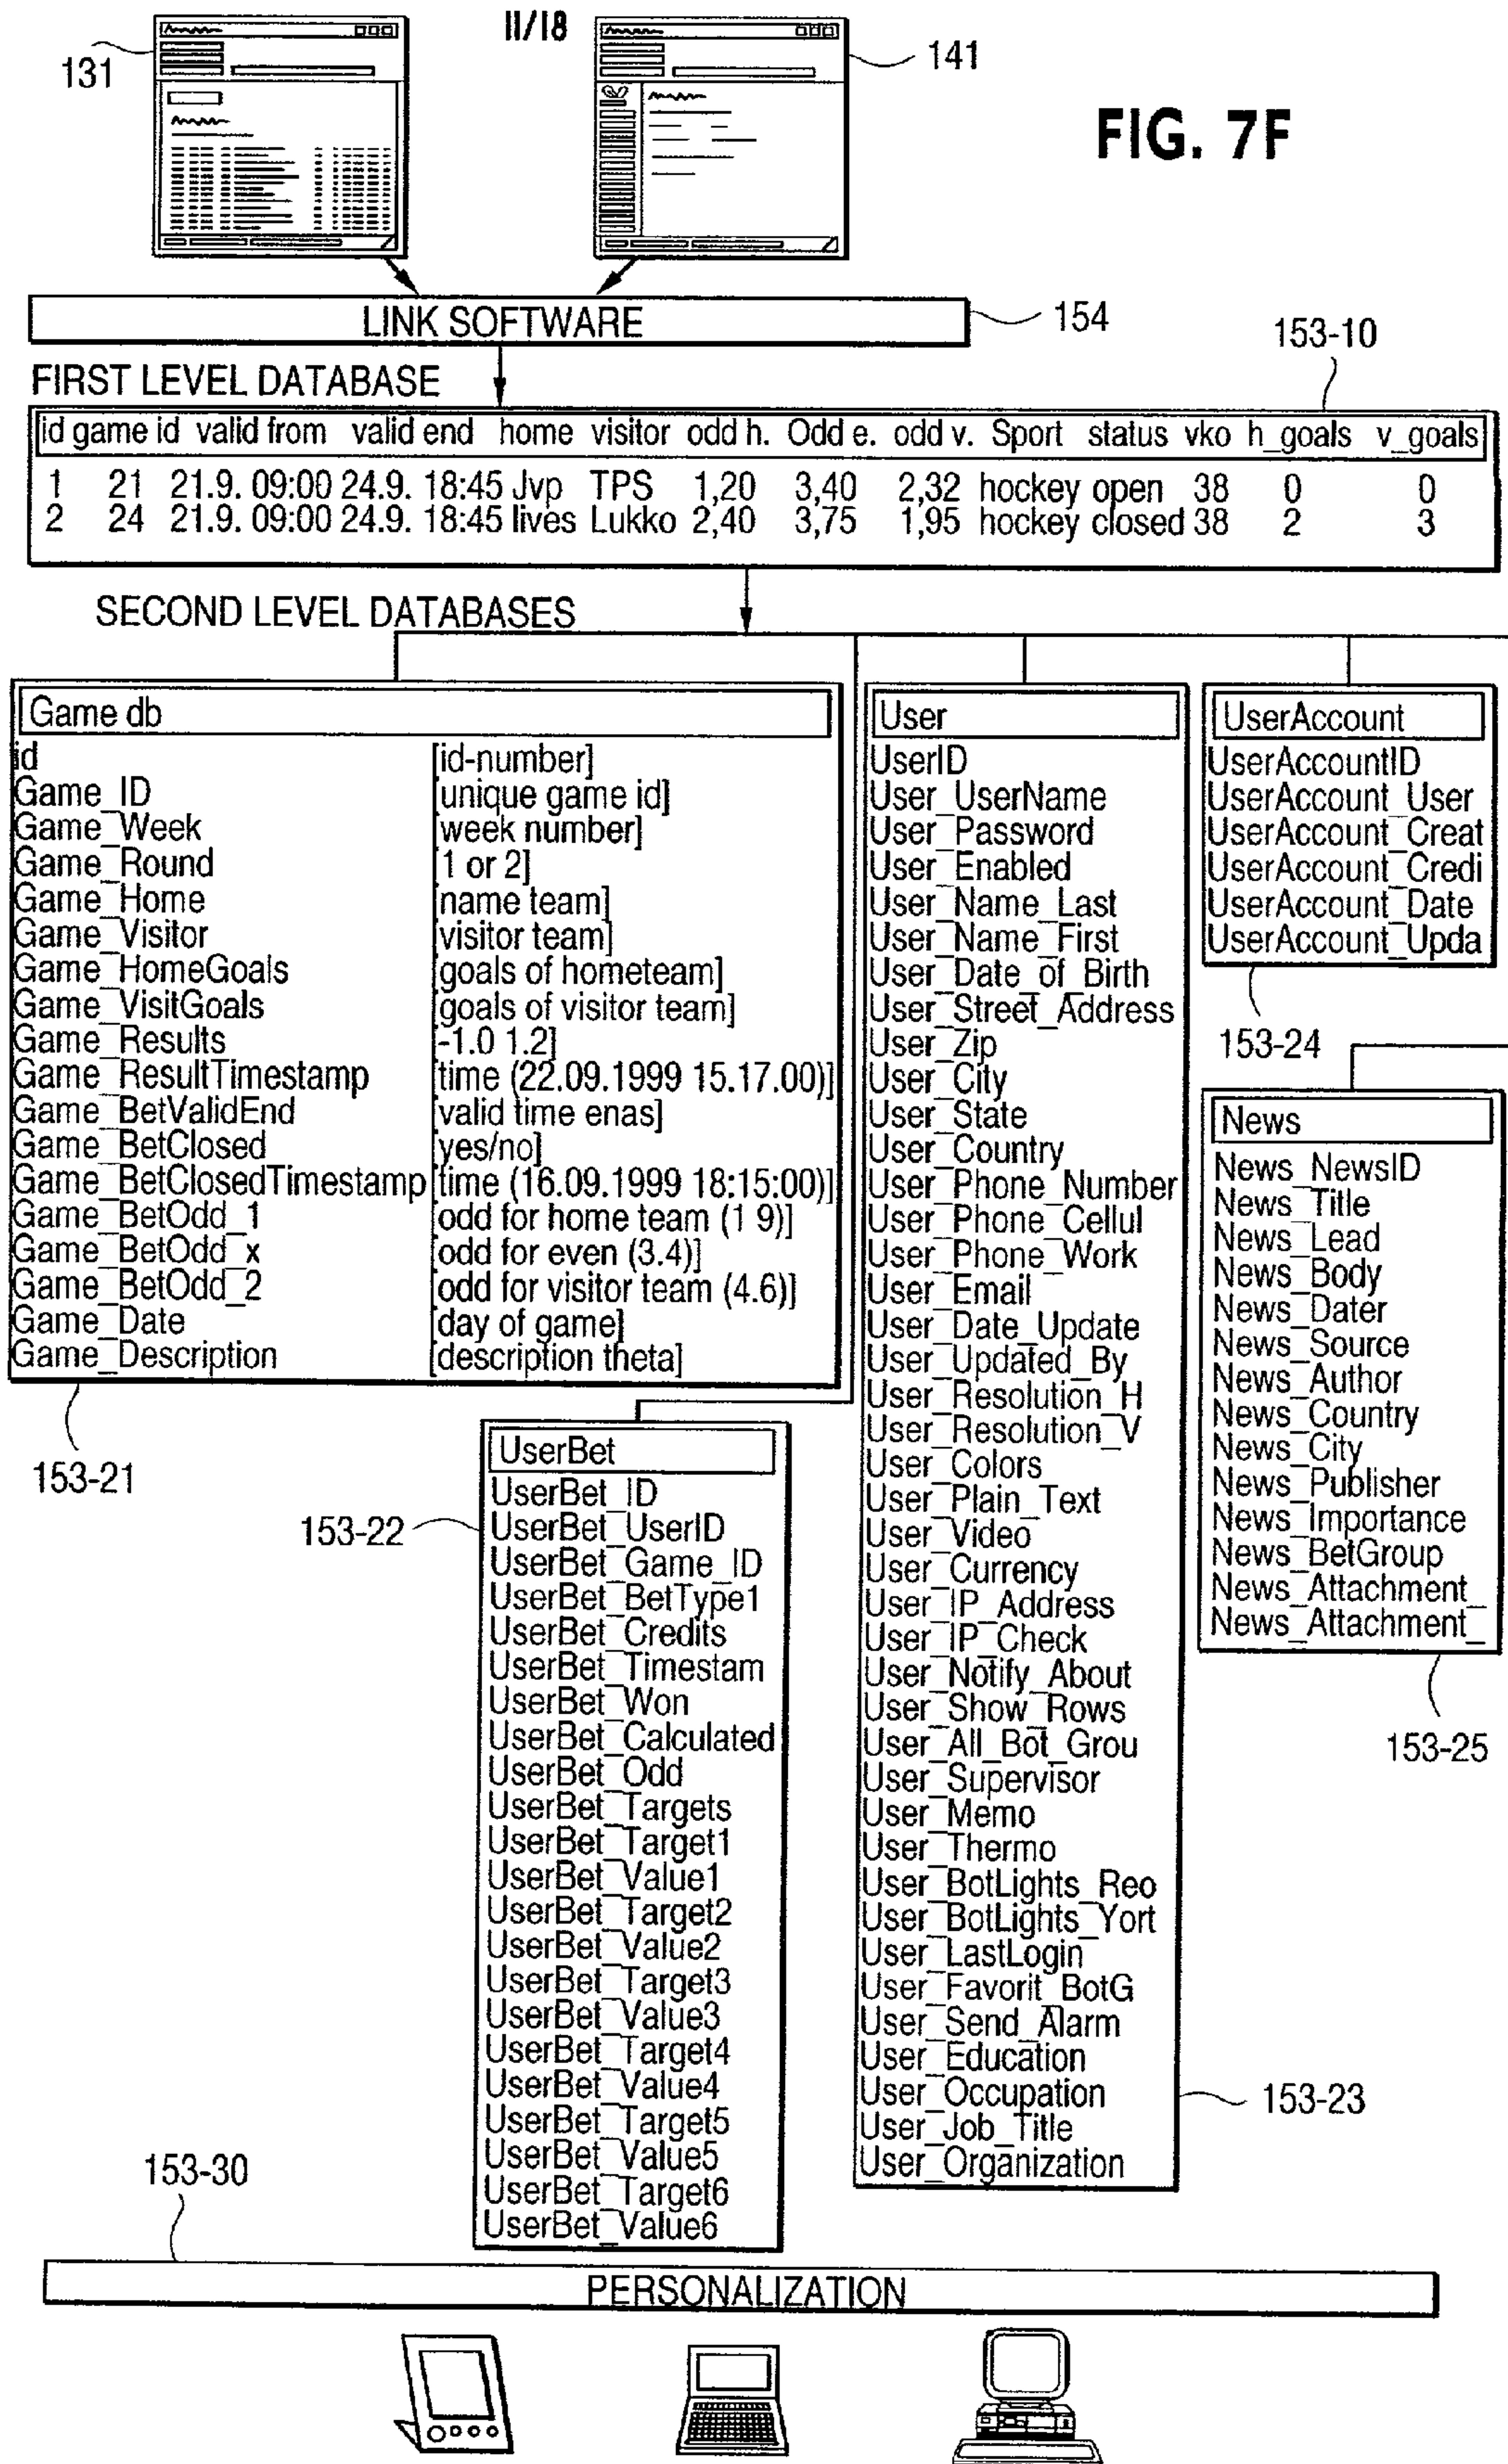 11/18
131
141
FIG. 7F
LINK SOFTWARE
154
153-10
FIRST LEVEL DATABASE
id game id valid from valid end home visitor odd h. Odd e. odd v. Sport status vko h_goals v_goals
1 21 21.9. 09:00 24.9. 18:45 Jvp TPS 1,20 3,40 2,32 hockey open 38 0 0
2 24 21.9. 09:00 24.9. 18:45 lives Lukko 2,40 3,75 1,95 hockey closed 38 2 3
SECOND LEVEL DATABASES
Game db
id [id-number]
Game_ID [unique game id]
Game_Week [week number]
Game_Round [1 or 2]
Game_Home [name team]
Game_Visitor [visitor team]
Game_HomeGoals [goals of hometeam]
Game_VisitGoals [goals of visitor team]
Game_Results [-1.0 1.2]
Game_ResultTimestamp [time (22.09.1999 15.17.00)]
Game_BetValidEnd [valid time enas]
Game_BetClosed [yes/no]
Game_BetClosedTimestamp [time (16.09.1999 18:15:00)]
Game_BetOdd_1 [odd for home team (1 9)]
Game_BetOdd_x [odd for even (3.4)]
Game_BetOdd_2 [odd for visitor team (4.6)]
Game_Date [day of game]
Game_Description [description theta]
153-21
UserBet
UserBet_ID
UserBet_UserID
UserBet_Game_ID
UserBet_BetType1
UserBet_Credits
UserBet_Timestam
UserBet_Won
UserBet_Calculated
UserBet_Odd
UserBet_Targets
UserBet_Target1
UserBet_Value1
UserBet_Target2
UserBet_Value2
UserBet_Target3
UserBet_Value3
UserBet_Target4
UserBet_Value4
UserBet_Target5
UserBet_Value5
UserBet_Target6
UserBet_Value6
153-22
User
UserID
User_UserName
User_Password
User_Enabled
User_Name_Last
User_Name_First
User_Date_of_Birth
User_Street_Address
User_Zip
User_City
User_State
User_Country
User_Phone_Number
User_Phone_Cellul
User_Phone_Work
User_Email
User_Date_Update
User_Updated_By
User_Resolution_H
User_Resolution_V
User_Colors
User_Plain_Text
User_Video
User_Currency
User_IP_Address
User_IP_Check
User_Notify_About
User_Show_Rows
User_All_Bot_Grou
User_Supervisor
User_Memo
User_Thermo
User_BotLights_Reo
User_BotLights_Yort
User_LastLogin
User_Favorit_BotG
User_Send_Alarm
User_Education
User_Occupation
User_Job_Title
User_Organization
153-23
UserAccount
UserAccountID
UserAccount_User
UserAccount_Creat
UserAccount_Credi
UserAccount_Date
UserAccount_Upda
153-24
News
News_NewsID
News_Title
News_Lead
News_Body
News_Dater
News_Source
News_Author
News_Country
News_City
News_Publisher
News_Importance
News_BetGroup
News_Attachment_
News_Attachment_
153-25
153-30
PERSONALIZATION